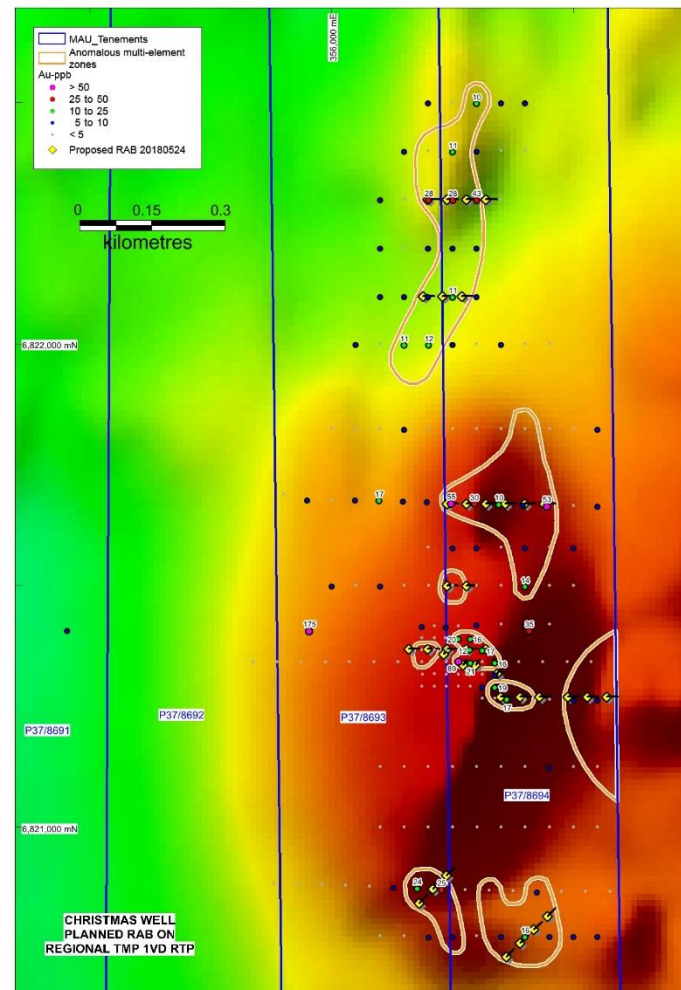 356,000 mE
MAU_Tenements
Anomalous multi-element
zones
Au-ppb
> 50
25 to 50
10 to 25
5 to 10
< 5
Proposed RAB 20180524
0 0.15 0.3
kilometres
10
11
28 28 43
11
6,822,000 mN
11 12
17
55 30 10 53
14
175
35
20 16
12 17
89 21 18
19
17
P37/8691
P37/8692
P37/8693
P37/8694
6,821,000 mN
24 25
16
CHRISTMAS WELL
PLANNED RAB ON
REGIONAL TMP 1VD RTP